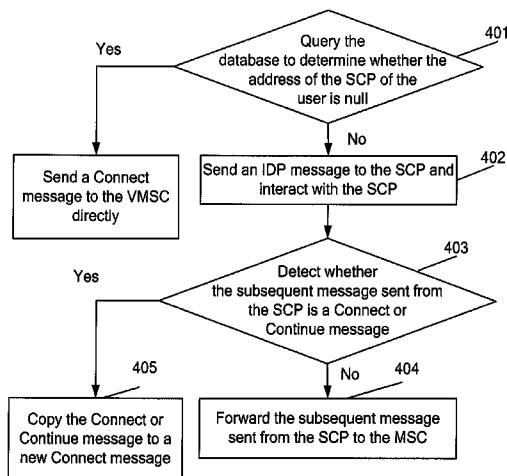 Query the
database to determine whether the
address of the SCP of the
user is null
401
Yes
No
Send a Connect
message to the VMSC
directly
Send an IDP message to the SCP and
interact with the SCP
402
403
Detect whether
the subsequent message sent from
the SCP is a Connect or
Continue message
Yes
No
405
404
Copy the Connect or
Continue message to a
new Connect message
Forward the subsequent message
sent from the SCP to the MSC